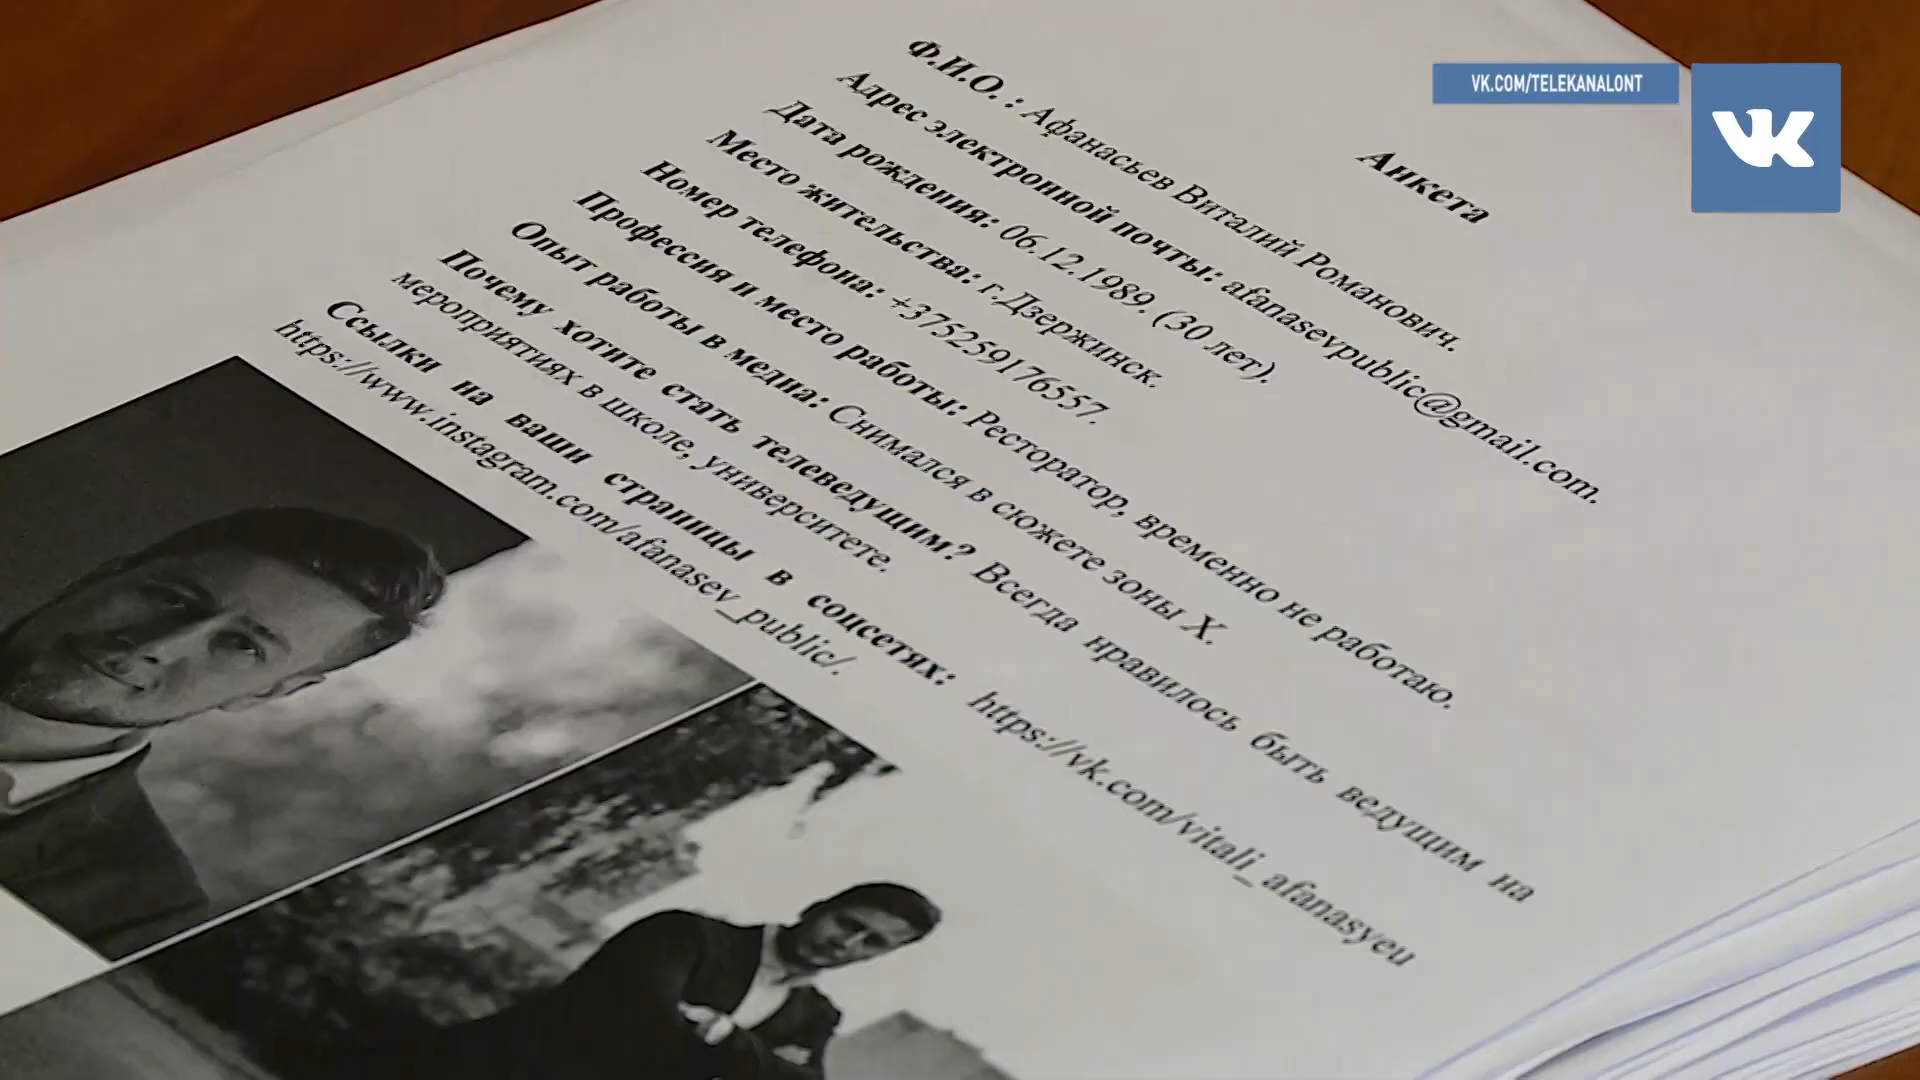 VK.COM/TELEKANALONT
Анкета
Ф.И.О. : Афанасьев Виталий Романович.
Адрес электронной почты: afanasevpublic@gmail.com.
Дата рождения: 06.12.1989. (30 лет).
Место жительства: г.Дзержинск.
Номер телефона: +375259176557.
Профессия и место работы: Ресторатор, временно не работаю.
Опыт работы в медиа: Снимался в сюжете зоны Х.
Почему хотите стать телеведущим? Всегда нравилось быть ведущим на
мероприятиях в школе, университете.
Ссылки на ваши страницы в соцсетях: https://vk.com/vitali_afanasyeu
https://www.instagram.com/afanasev_public/.